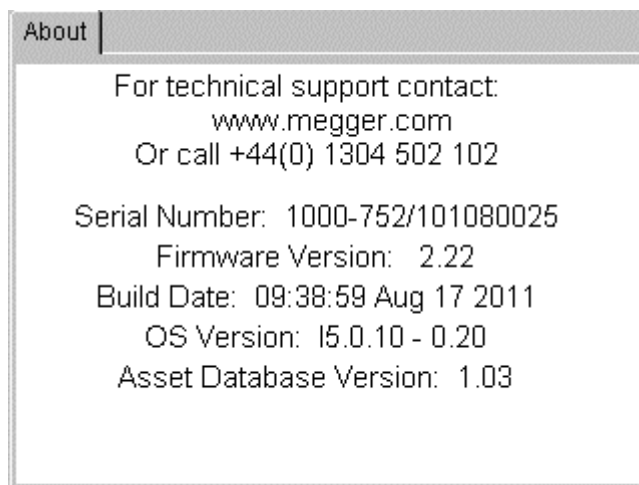 About
For technical support contact:
www.megger.com
Or call +44(0) 1304 502 102
Serial Number: 1000-752/101080025
Firmware Version: 2.22
Build Date: 09:38:59 Aug 17 2011
OS Version: I5.0.10 - 0.20
Asset Database Version: 1.03